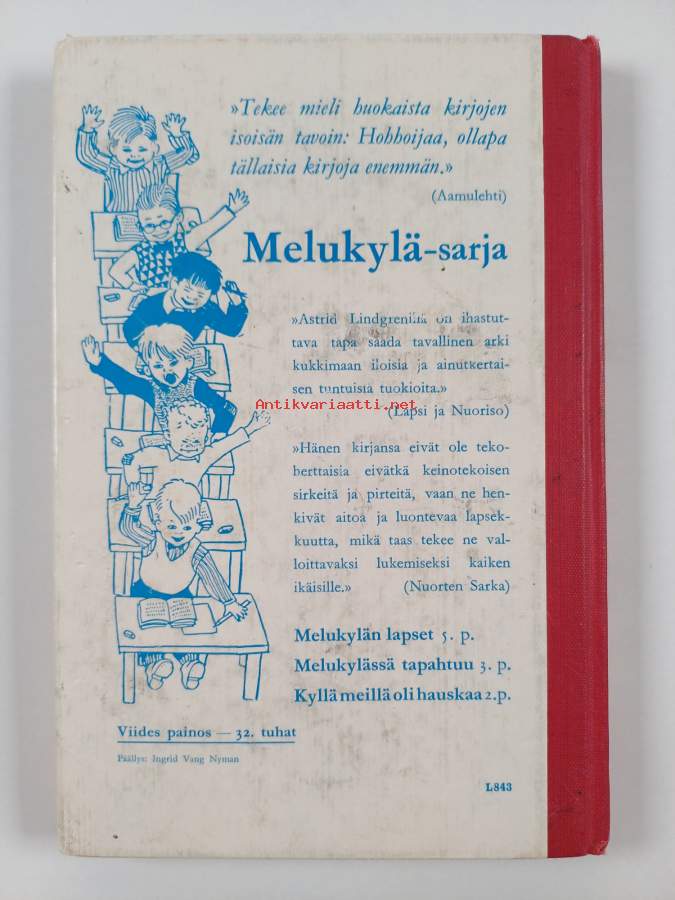 »Tekee mieli huokaista kirjojen
isoisän tavoin: Hohhoijaa, ollapa
tällaisia kirjoja enemmän.»
(Aamulehti)
Melukylä-sarja
»Astrid Lindgrenillä on ihastut-
tava tapa saada tavallinen arki
kukkimaan iloisia ja ainutkertai-
sen tuntuisia tuokioita.»
Antikvariaatti.net
(Lapsi ja Nuoriso)
»Hänen kirjansa eivät ole teko-
herttaisia eivätkä keinotekoisen
sirkeitä ja pirteitä, vaan ne hen-
kivät aitoa ja luontevaa lapsek-
kuutta, mikä taas tekee ne val-
loittavaksi lukemiseksi kaiken
ikäisille.» (Nuorten Sarka)
Melukylän lapset 5. p.
Melukylässä tapahtuu 3. p.
Kyllä meillä oli hauskaa 2. p.
Viides painos — 32. tuhat
Päällys: Ingrid Vang Nyman
L843